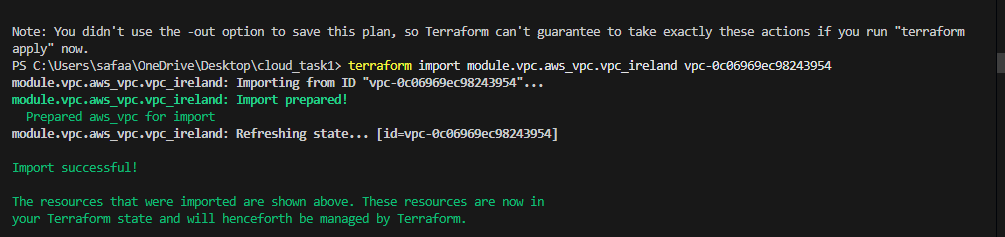 Note: You didn't use the -out option to save this plan, so Terraform can't guarantee to take exactly these actions if you run "terraform
apply" now.
PS C:\Users\safaa\OneDrive\Desktop\cloud_task1> terraform import module.vpc.aws_vpc.vpc_ireland vpc-0c06969ec98243954
module.vpc.aws_vpc.vpc_ireland: Importing from ID "vpc-0c06969ec98243954"...
module.vpc.aws_vpc.vpc_ireland: Import prepared!
  Prepared aws_vpc for import
module.vpc.aws_vpc.vpc_ireland: Refreshing state... [id=vpc-0c06969ec98243954]
Import successful!
The resources that were imported are shown above. These resources are now in
your Terraform state and will henceforth be managed by Terraform.